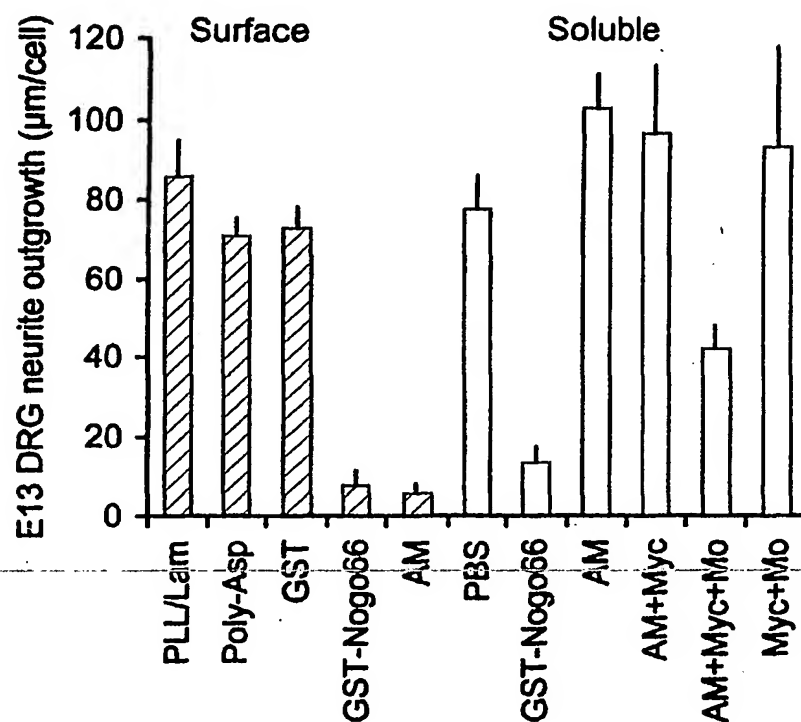 Surface
Soluble
E13 DRG neurite outgrowth (µm/cell)
120
100
80
60
40
20
0
PLL/Lam
Poly-Asp
GST
GST-Nogo66
AM
PBS
GST-Nogo66
AM
AM+Myc
AM+Myc+Mo
Myc+Mo